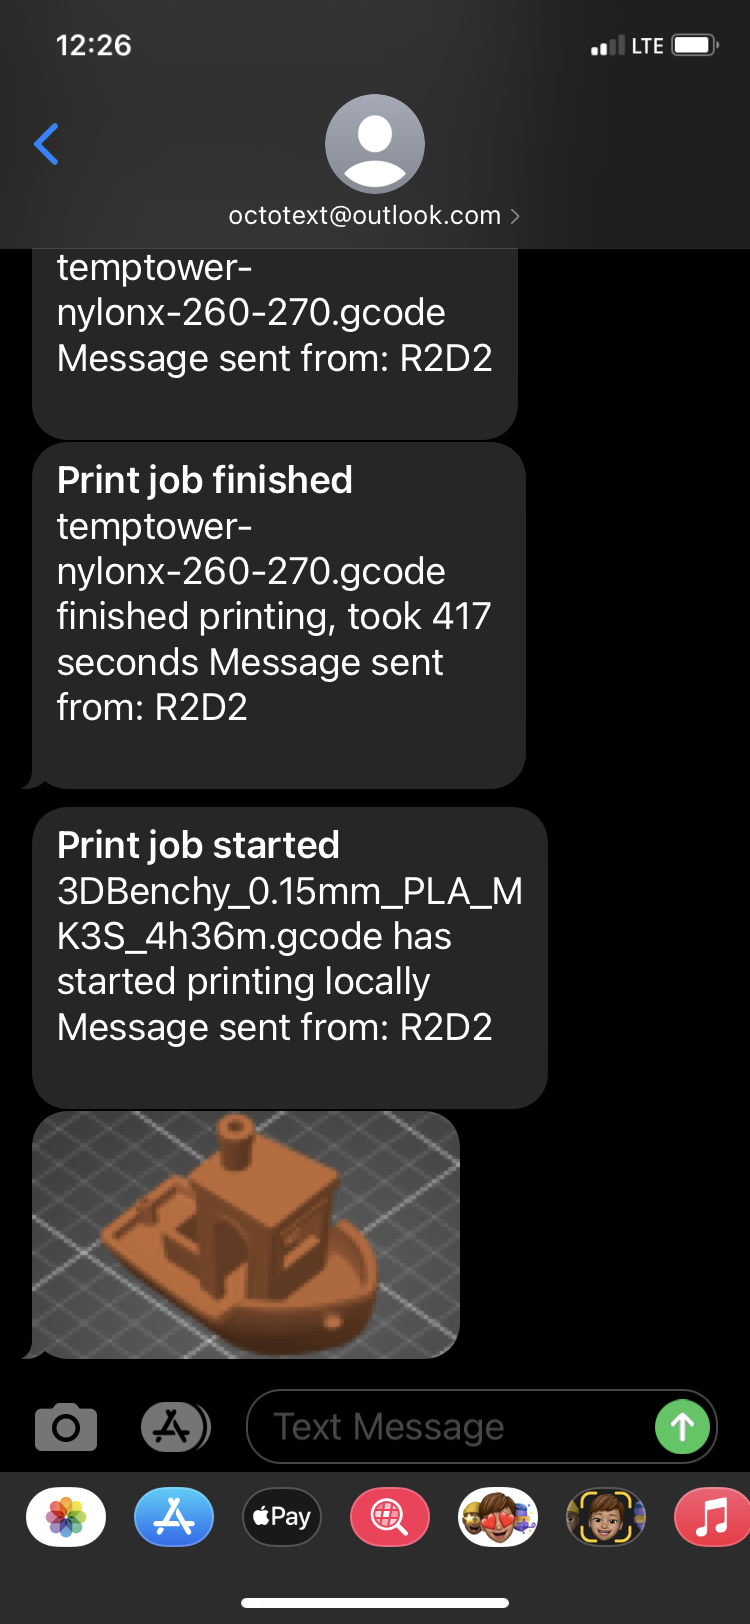 12:26
LTE
octotext@outlook.com
temptower-
nylonx-260-270.gcode
Message sent from: R2D2
Print job finished
temptower-
nylonx-260-270.gcode
finished printing, took 417
seconds Message sent
from: R2D2
Print job started
3DBenchy_0.15mm_PLA_M
K3S_4h36m.gcode has
started printing locally
Message sent from: R2D2
Text Message
Pay